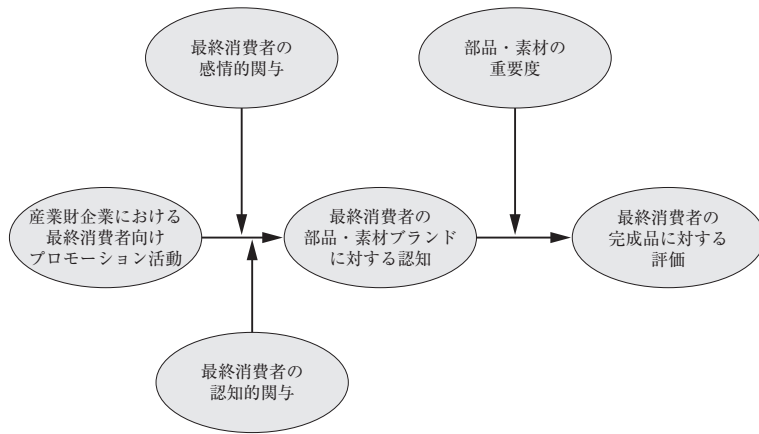 最終消費者の
感情的関与
部品・素材の
重要度
産業財企業における
最終消費者向け
プロモーション活動
最終消費者の
部品・素材ブランド
に対する認知
最終消費者の
完成品に対する
評価
最終消費者の
認知的関与